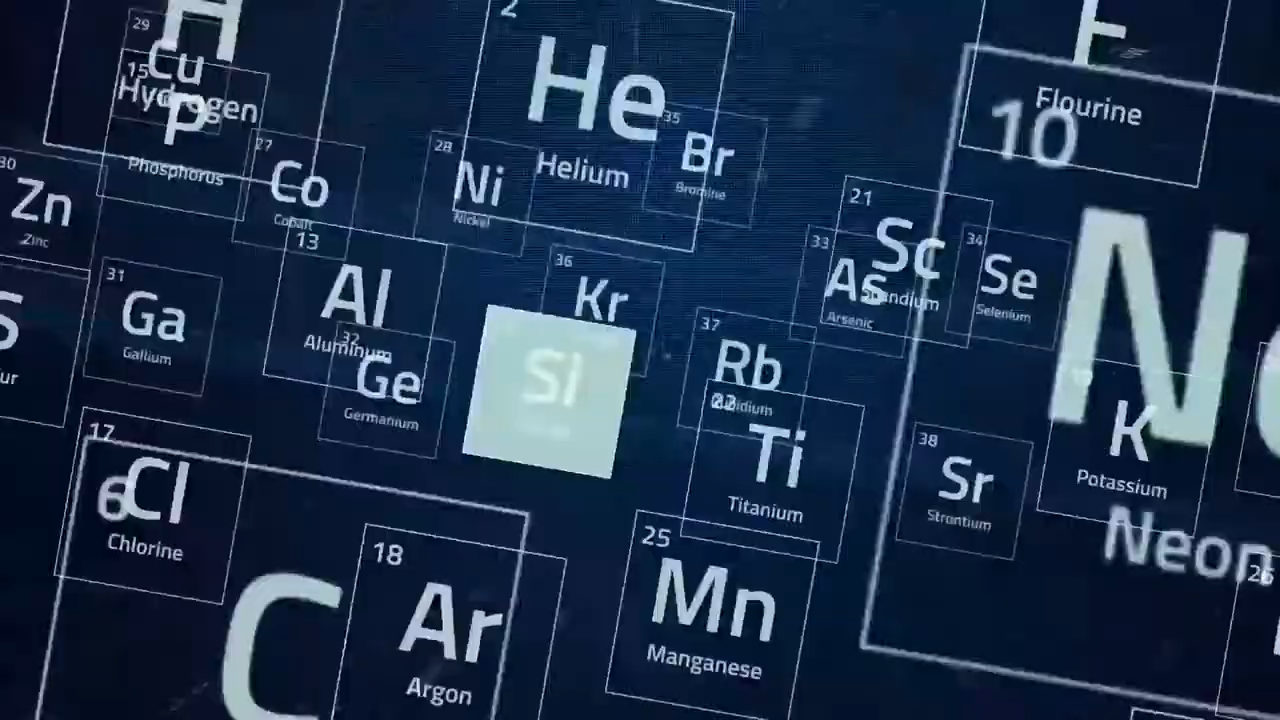 H
Hydrogen
29
Cu
15
P
Phosphorus
2
He
Helium
F
Flourine
10
Ne
Neon
30
Zn
Zinc
27
Co
Cobalt
28
Ni
Nickel
35
Br
Bromine
21
Sc
Scandium
33
As
Arsenic
34
Se
Selenium
31
Ga
Gallium
13
Al
Aluminum
32
Ge
Germanium
36
Kr
Si
37
Rb
Rubidium
22
Ti
Titanium
38
Sr
Strontium
K
Potassium
S
ur
17
Cl
Chlorine
6
C
18
Ar
Argon
25
Mn
Manganese
26